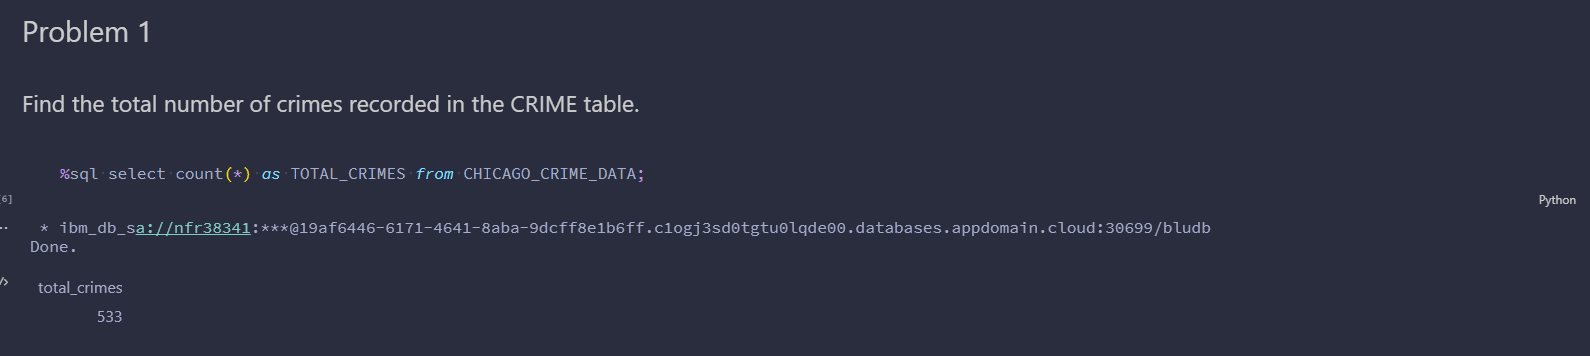 Problem 1
Find the total number of crimes recorded in the CRIME table.
%sql select count(*) as TOTAL_CRIMES from CHICAGO_CRIME_DATA;
[6]
Python
* ibm_db_sa://nfr38341:***@19af6446-6171-4641-8aba-9dcff8e1b6ff.c1ogj3sd0tgtu0lqde00.databases.appdomain.cloud:30699/bludb
Done.
total_crimes
533